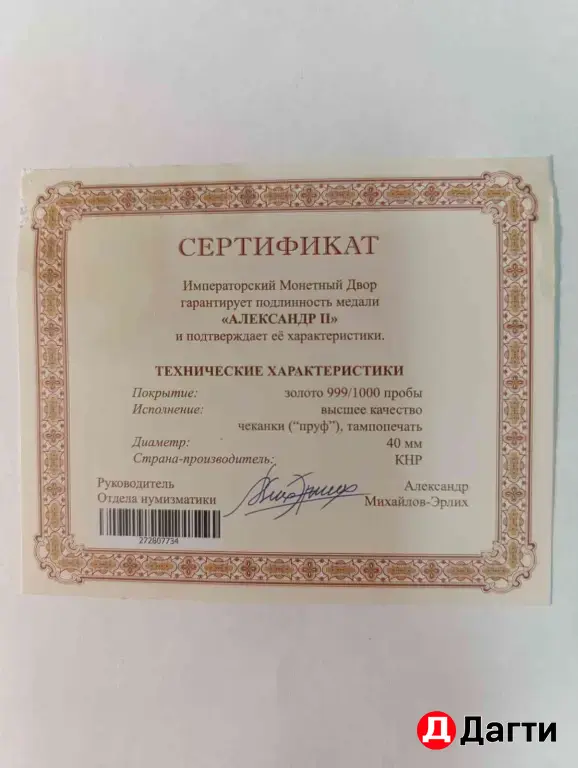 СЕРТИФИКАТ
Императорский Монетный Двор
гарантирует подлинность медали
«АЛЕКСАНДР II»
и подтверждает её характеристики.
ТЕХНИЧЕСКИЕ ХАРАКТЕРИСТИКИ
Покрытие: золото 999/1000 пробы
Исполнение: высшее качество
чеканки (“пруф”), тампопечать
Диаметр: 40 мм
Страна-производитель: КНР
Руководитель Александр
Отдела нумизматики Михайлов-Эрлих
272807734
Д Дагти